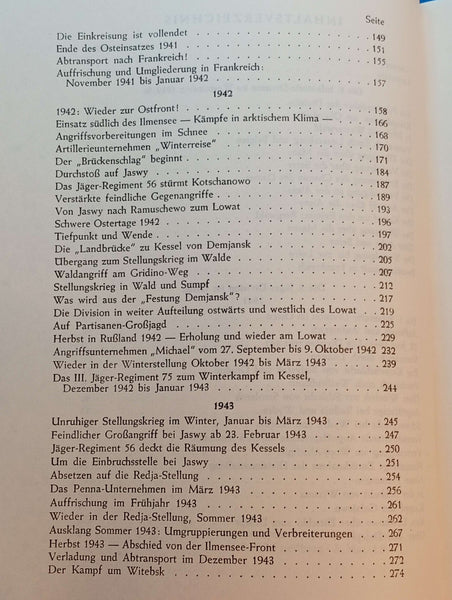 INHALTSVERZEICHNIS
Seite
Die Einkreisung ist vollendet . . . . . . . . . . . . . . 149
Ende des Osteinsatzes 1941 . . . . . . . . . . . . . . 151
Abtransport nach Frankreich! . . . . . . . . . . . . . . 155
Auffrischung und Umgliederung in Frankreich:
November 1941 bis Januar 1942 . . . . . . . . . . . . 157
1942
1942: Wieder zur Ostfront! . . . . . . . . . . . . . . 158
Einsatz südlich des Ilmensee — Kämpfe in arktischem Klima — . . 166
Angriffsvorbereitungen im Schnee . . . . . . . . . . . . 168
Artillerieunternehmen „Winterreise" . . . . . . . . . . . 170
Der „Brückenschlag" beginnt . . . . . . . . . . . . . . 171
Durchstoß auf Jaswy . . . . . . . . . . . . . . . . . 184
Das Jäger-Regiment 56 stürmt Kotschanowo . . . . . . . . 187
Verstärkte feindliche Gegenangriffe . . . . . . . . . . . 189
Von Jaswy nach Ramuschewo zum Lowat . . . . . . . . . 193
Schwere Ostertage 1942 . . . . . . . . . . . . . . . . 196
Tiefpunkt und Wende . . . . . . . . . . . . . . . . . 197
Die „Landbrücke" zu Kessel von Demjansk . . . . . . . . 202
Übergang zum Stellungskrieg im Walde . . . . . . . . . . 205
Waldangriff am Gridino-Weg . . . . . . . . . . . . . . 207
Stellungskrieg in Wald und Sumpf . . . . . . . . . . . . 212
Was wird aus der „Festung Demjansk"? . . . . . . . . . . 217
Die Division in weiter Aufteilung ostwärts und westlich des Lowat . 219
Auf Partisanen-Großjagd . . . . . . . . . . . . . . . . 225
Herbst in Rußland 1942 — Erholung und wieder am Lowat . . . 229
Angriffsunternehmen „Michael" vom 27. September bis 9. Oktober 1942 232
Wieder in der Winterstellung Oktober 1942 bis März 1943 . . . 239
Das III. Jäger-Regiment 75 zum Winterkampf im Kessel,
Dezember 1942 bis Januar 1943 . . . . . . . . . . . . 244
1943
Unruhiger Stellungskrieg im Winter, Januar bis März 1943 . . . . 245
Feindlicher Großangriff bei Jaswy ab 23. Februar 1943 . . . . . 247
Jäger-Regiment 56 deckt die Räumung des Kessels . . . . . . 250
Um die Einbruchsstelle bei Jaswy . . . . . . . . . . . . 251
Absetzen auf die Redja-Stellung . . . . . . . . . . . . . 254
Das Penna-Unternehmen im März 1943 . . . . . . . . . . 256
Auffrischung im Frühjahr 1943 . . . . . . . . . . . . . 261
Wieder in der Redja-Stellung, Sommer 1943 . . . . . . . . 262
Ausklang Sommer 1943: Umgruppierungen und Verbreiterungen . . 267
Herbst 1943 — Abschied von der Ilmensee-Front . . . . . . . 271
Verladung und Abtransport im Dezember 1943 . . . . . . . 272
Der Kampf um Witebsk . . . . . . . . . . . . . . . . 274